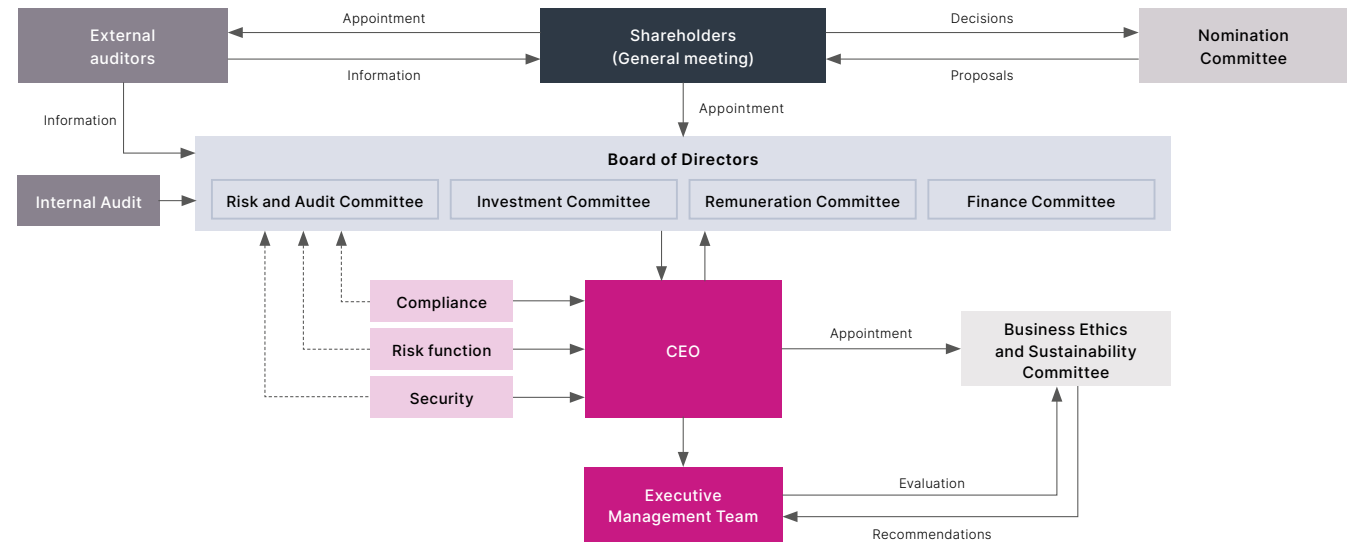 External
auditors
Appointment
Information
Shareholders
(General meeting)
Decisions
Proposals
Nomination
Committee
Information
Appointment
Board of Directors
Internal Audit
Risk and Audit Committee
Investment Committee
Remuneration Committee
Finance Committee
Compliance
Risk function
Security
CEO
Appointment
Business Ethics
and Sustainability
Committee
Executive
Management Team
Evaluation
Recommendations